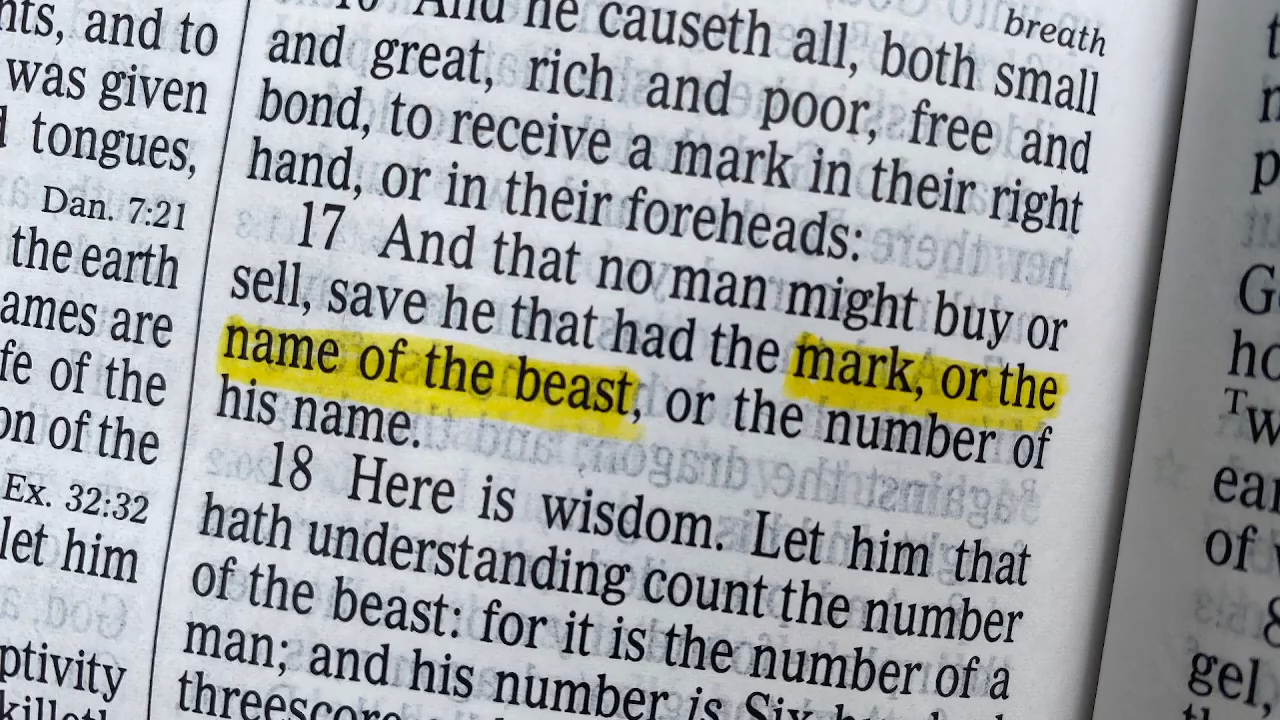 nts, and to
was given
tongues,
Dan. 7:21
the earth
ames are
fe of the
on of the
Ex. 32:32
let him
ptivity
breath
And he causeth all, both small
and great, rich and poor, free and
bond, to receive a mark in their right
hand, or in their foreheads:
17 And that no man might buy or
sell, save he that had the mark, or the
name of the beast, or the number of
his name.
18 Here is wisdom. Let him that
hath understanding count the number
of the beast: for it is the number of a
man; and his number is Six
threescore
G
ho
Tw
ear
of
gel,